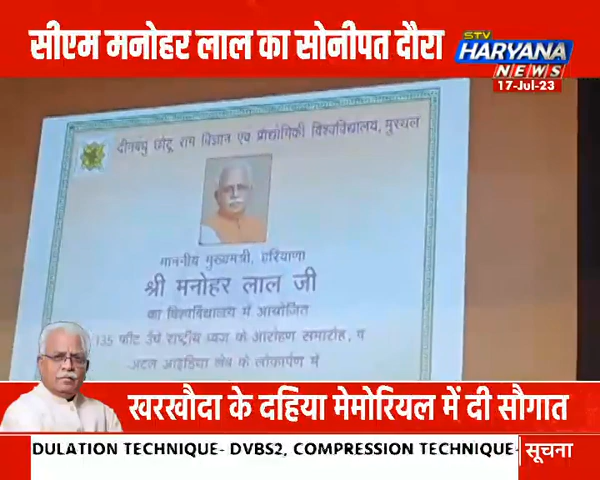 सीएम मनोहर लाल का सोनीपत दौरा
STV
HARYANA
NEWS
17-Jul-23
दीनबंधु छोटू राम विज्ञान एवं प्रौद्योगिकी विश्वविद्यालय, मुरथल
माननीय मुख्यमंत्री, हरियाणा
श्री मनोहर लाल जी
का विश्वविद्यालय में आयोजित
135 फीट ऊँचे राष्ट्रीय ध्वज के आरोहण समारोह,
अटल आइडिया लैब के लोकार्पण में
खरखौदा के दहिया मेमोरियल में दी सौगात
DULATION TECHNIQUE- DVBS2, COMPRESSION TECHNIQUE-
सूचना